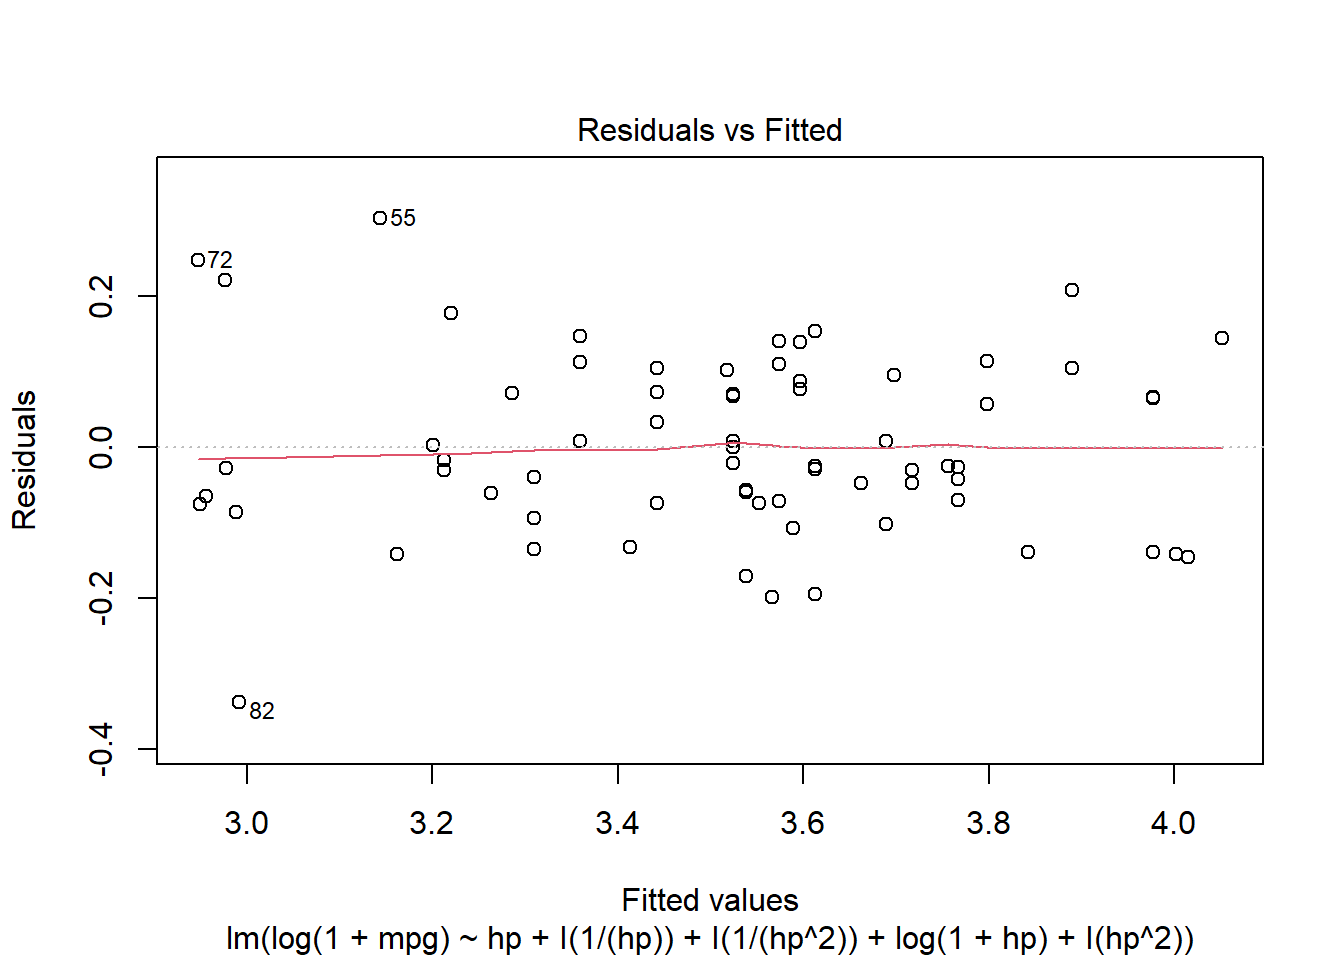 Residuals vs Fitted
Residuals
0.2
0.0
-0.2
-0.4
55
72
82
3.0 3.2 3.4 3.6 3.8 4.0
Fitted values
lm(log(1 + mpg) ~ hp + I(1/(hp)) + I(1/(hp^2)) + log(1 + hp) + I(hp^2))